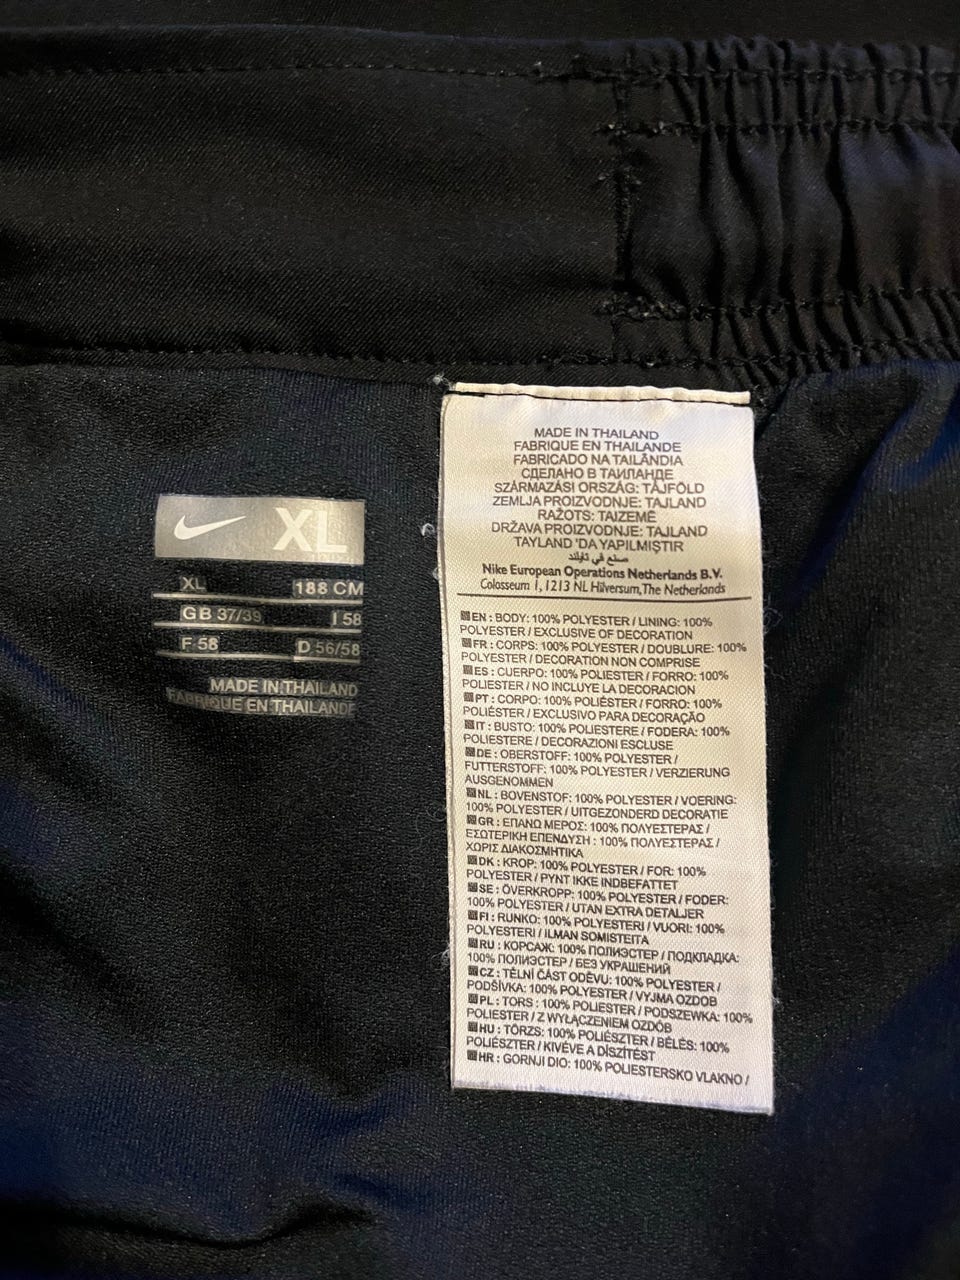 XL
XL 188 CM
GB 37/39 I 58
F 58 D 56/58
MADE IN THAILAND
FABRIQUE EN THAILANDE
MADE IN THAILAND
FABRIQUE EN THAILANDE
FABRICADO NA TAILÂNDIA
СДЕЛАНО В ТАИЛАНДЕ
SZÁRMAZÁSI ORSZÁG: TÁJFÖLD
ZEMLJA PROIZVODNJE: TAJLAND
RAŽOTS: TAIZEMĒ
DRŽAVA PROIZVODNJE: TAJLAND
TAYLAND 'DA YAPILMIŞTIR
صنع في تايلند
Nike European Operations Netherlands B.V.
Colosseum 1, 1213 NL Hilversum, The Netherlands
EN : BODY: 100% POLYESTER / LINING: 100%
POLYESTER / EXCLUSIVE OF DECORATION
FR : CORPS: 100% POLYESTER / DOUBLURE: 100%
POLYESTER / DECORATION NON COMPRISE
ES : CUERPO: 100% POLIESTER / FORRO: 100%
POLIESTER / NO INCLUYE LA DECORACION
PT : CORPO: 100% POLIÉSTER / FORRO: 100%
POLIÉSTER / EXCLUSIVO PARA DECORAÇÃO
IT : BUSTO: 100% POLIESTERE / FODERA: 100%
POLIESTERE / DECORAZIONI ESCLUSE
DE : OBERSTOFF: 100% POLYESTER /
FUTTERSTOFF: 100% POLYESTER / VERZIERUNG
AUSGENOMMEN
NL : BOVENSTOF: 100% POLYESTER / VOERING:
100% POLYESTER / UITGEZONDERD DECORATIE
GR : ΕΠΑΝΩ ΜΕΡΟΣ: 100% ΠΟΛΥΕΣΤΕΡΑΣ /
ΕΣΩΤΕΡΙΚΗ ΕΠΕΝΔΥΣΗ : 100% ΠΟΛΥΕΣΤΕΡΑΣ /
ΧΩΡΙΣ ΔΙΑΚΟΣΜΗΤΙΚΑ
DK : KROP: 100% POLYESTER / FOR: 100%
POLYESTER / PYNT IKKE INDBEFATTET
SE : ÖVERKROPP: 100% POLYESTER / FODER:
100% POLYESTER / UTAN EXTRA DETALJER
FI : RUNKO: 100% POLYESTERI / VUORI: 100%
POLYESTERI / ILMAN SOMISTEITA
RU : КОРСАЖ: 100% ПОЛИЭСТЕР / ПОДКЛАДКА:
100% ПОЛИЭСТЕР / БЕЗ УКРАШЕНИЙ
CZ : TĚLNÍ ČÁST ODĚVU: 100% POLYESTER /
PODŠÍVKA: 100% POLYESTER / VYJMA OZDOB
PL : TORS : 100% POLIESTER / PODSZEWKA: 100%
POLIESTER / Z WYŁĄCZENIEM OZDÓB
HU : TÖRZS: 100% POLIÉSZTER / BÉLÉS: 100%
POLIÉSZTER / KIVÉVE A DÍSZÍTÉST
HR : GORNJI DIO: 100% POLIESTERSKO VLAKNO /